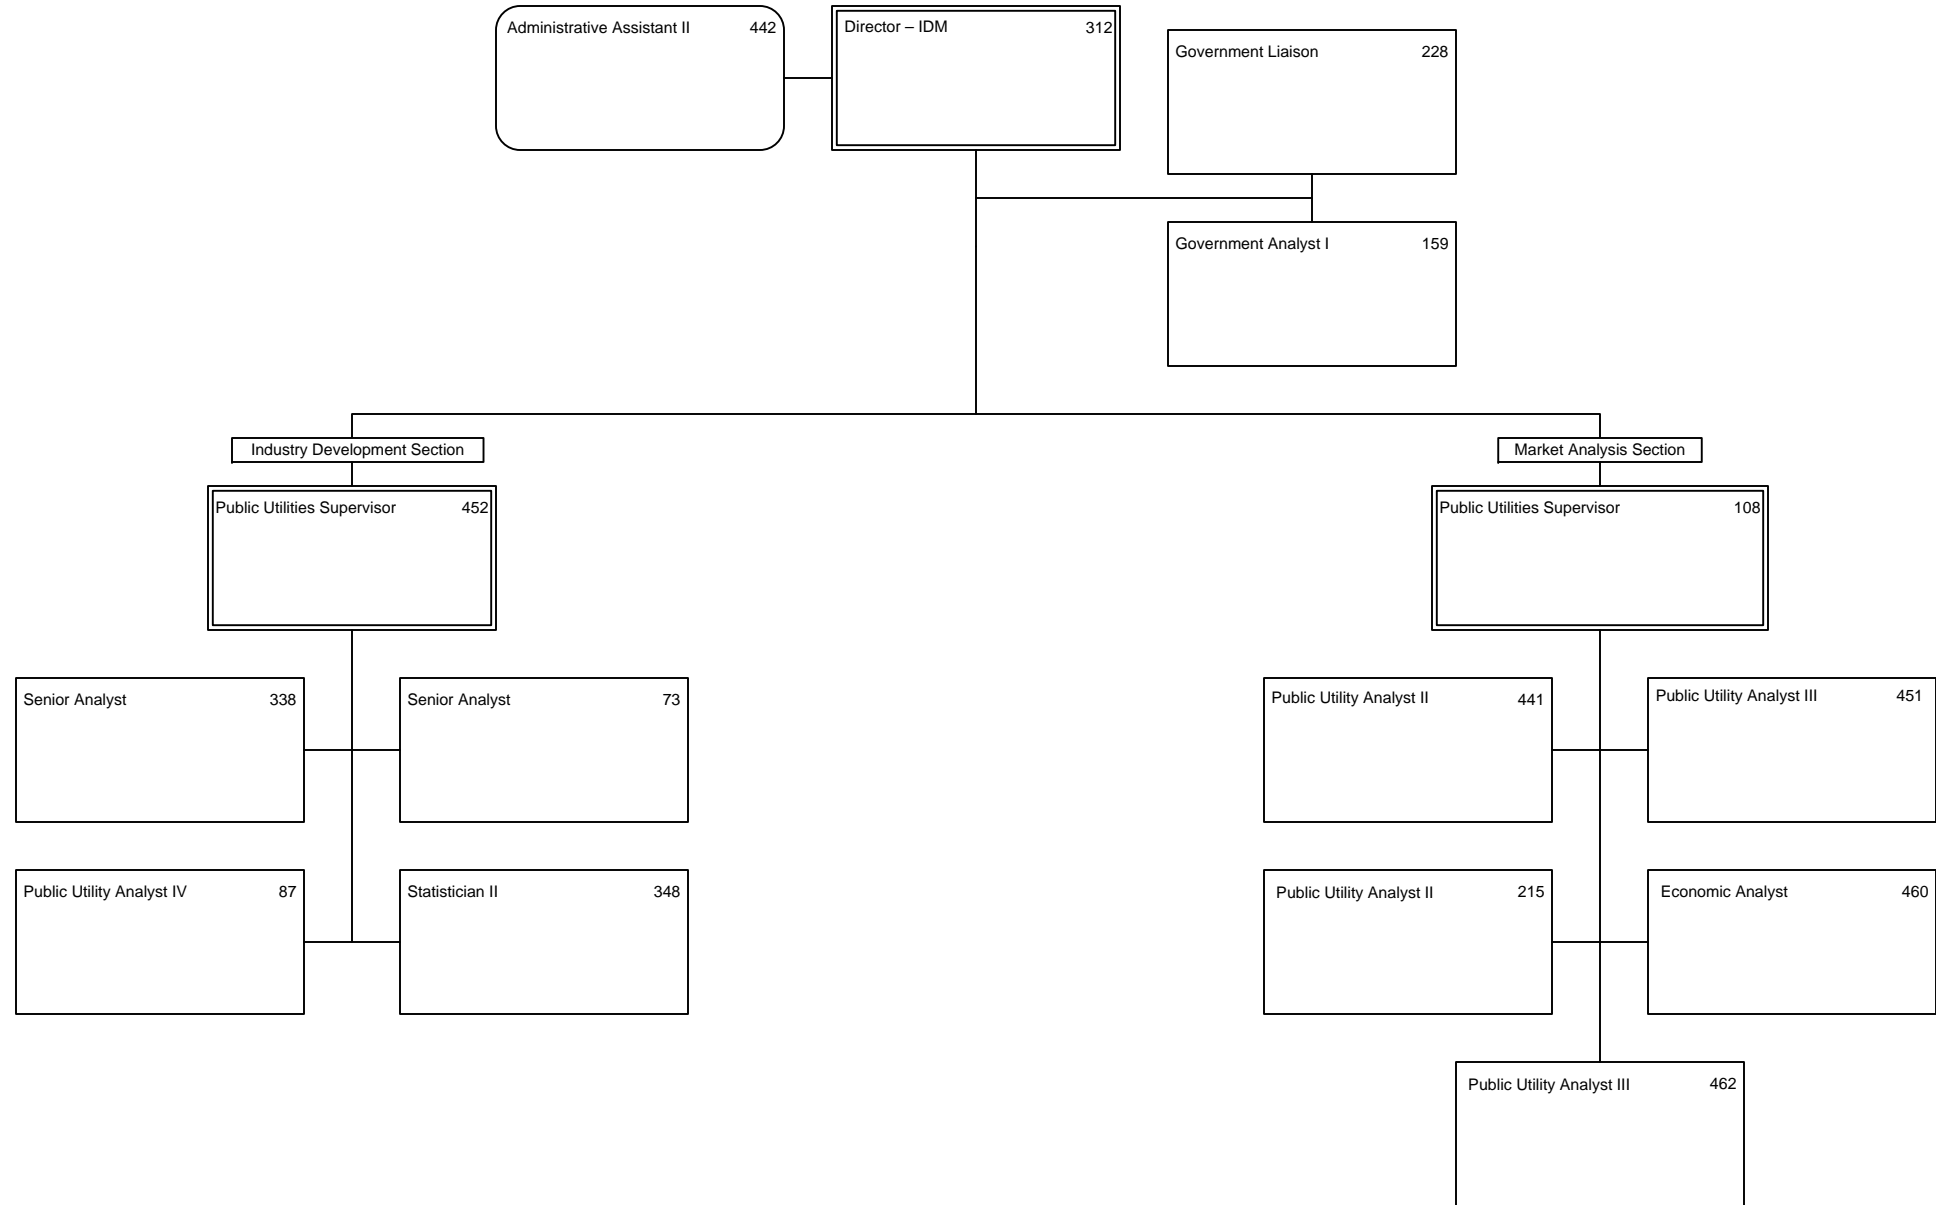 Administrative Assistant II 442
Director – IDM 312
Government Liaison 228
Government Analyst I 159
Industry Development Section
Market Analysis Section
Public Utilities Supervisor 452
Public Utilities Supervisor 108
Senior Analyst 338
Senior Analyst 73
Public Utility Analyst II 441
Public Utility Analyst III 451
Public Utility Analyst IV 87
Statistician II 348
Public Utility Analyst II 215
Economic Analyst 460
Public Utility Analyst III 462